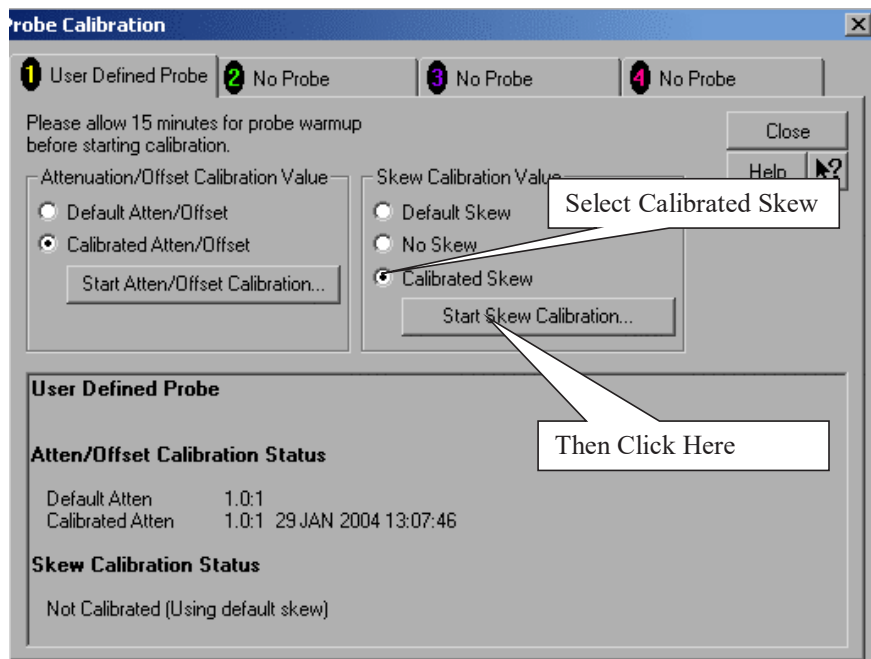 Probe Calibration
1 User Defined Probe 2 No Probe 3 No Probe 4 No Probe
Please allow 15 minutes for probe warmup
before starting calibration.
Close
Help
Attenuation/Offset Calibration Value
Default Atten/Offset
Calibrated Atten/Offset
Start Atten/Offset Calibration...
Skew Calibration Value
Default Skew
No Skew
Calibrated Skew
Start Skew Calibration...
Select Calibrated Skew
Then Click Here
User Defined Probe
Atten/Offset Calibration Status
Default Atten 1.0:1
Calibrated Atten 1.0:1 29 JAN 2004 13:07:46
Skew Calibration Status
Not Calibrated (Using default skew)